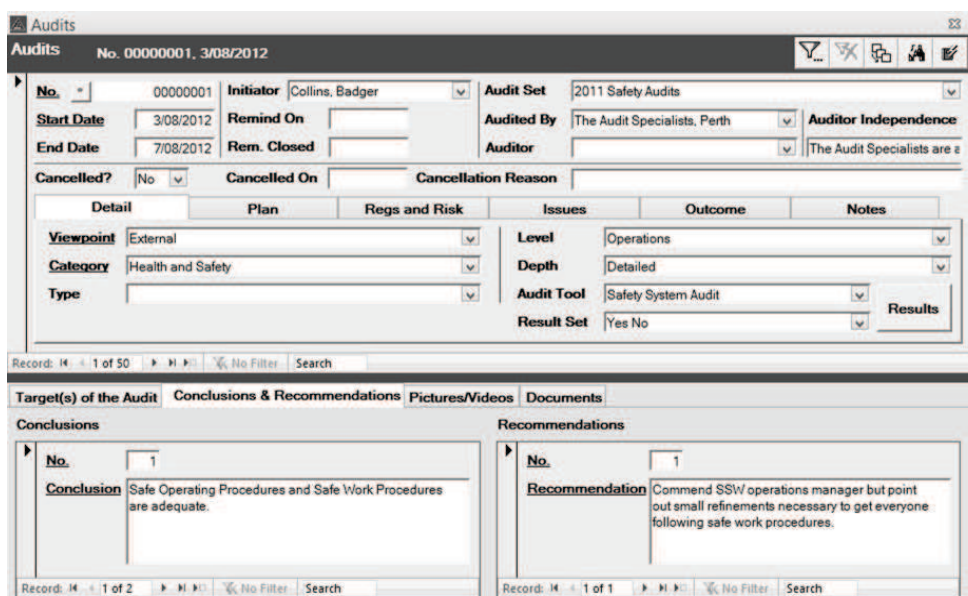 Audits
Audits No. 00000001, 3/08/2012
No. * 00000001 Initiator Collins, Badger Audit Set 2011 Safety Audits
Start Date 3/08/2012 Remind On Audited By The Audit Specialists, Perth Auditor Independence
End Date 7/08/2012 Rem. Closed Auditor The Audit Specialists are a
Cancelled? No Cancelled On Cancellation Reason
Detail Plan Regs and Risk Issues Outcome Notes
Viewpoint External Level Operations
Category Health and Safety Depth Detailed
Type Audit Tool Safety System Audit Results
Result Set Yes No
Record: 1 of 50 No Filter Search
Target(s) of the Audit Conclusions & Recommendations Pictures/Videos Documents
Conclusions Recommendations
No. 1 No. 1
Conclusion Safe Operating Procedures and Safe Work Procedures
are adequate.
Recommendation Commend SSW operations manager but point
out small refinements necessary to get everyone
following safe work procedures.
Record: 1 of 2 No Filter Search Record: 1 of 1 No Filter Search